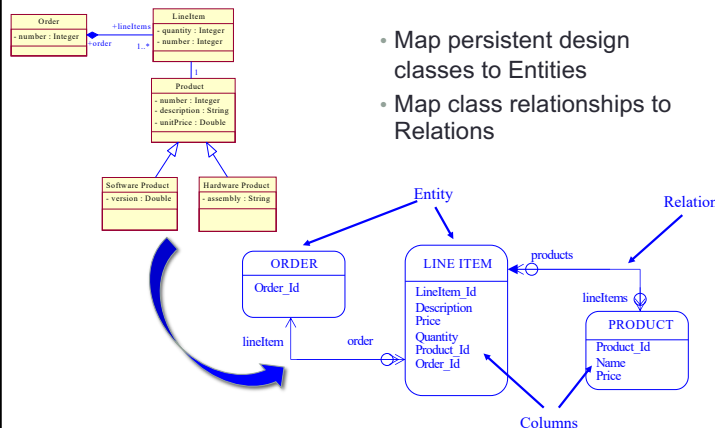 Order
- number : Integer
+lineItems
+order
1..*
LineItem
- quantity : Integer
- number : Integer
1
Product
- number : Integer
- description : String
- unitPrice : Double
Software Product
- version : Double
Hardware Product
- assembly : String
• Map persistent design
classes to Entities
• Map class relationships to
Relations
Entity
Relation
ORDER
Order_Id
lineItem
order
LINE ITEM
LineItem_Id
Description
Price
Quantity
Product_Id
Order_Id
products
lineItems
PRODUCT
Product_Id
Name
Price
Columns